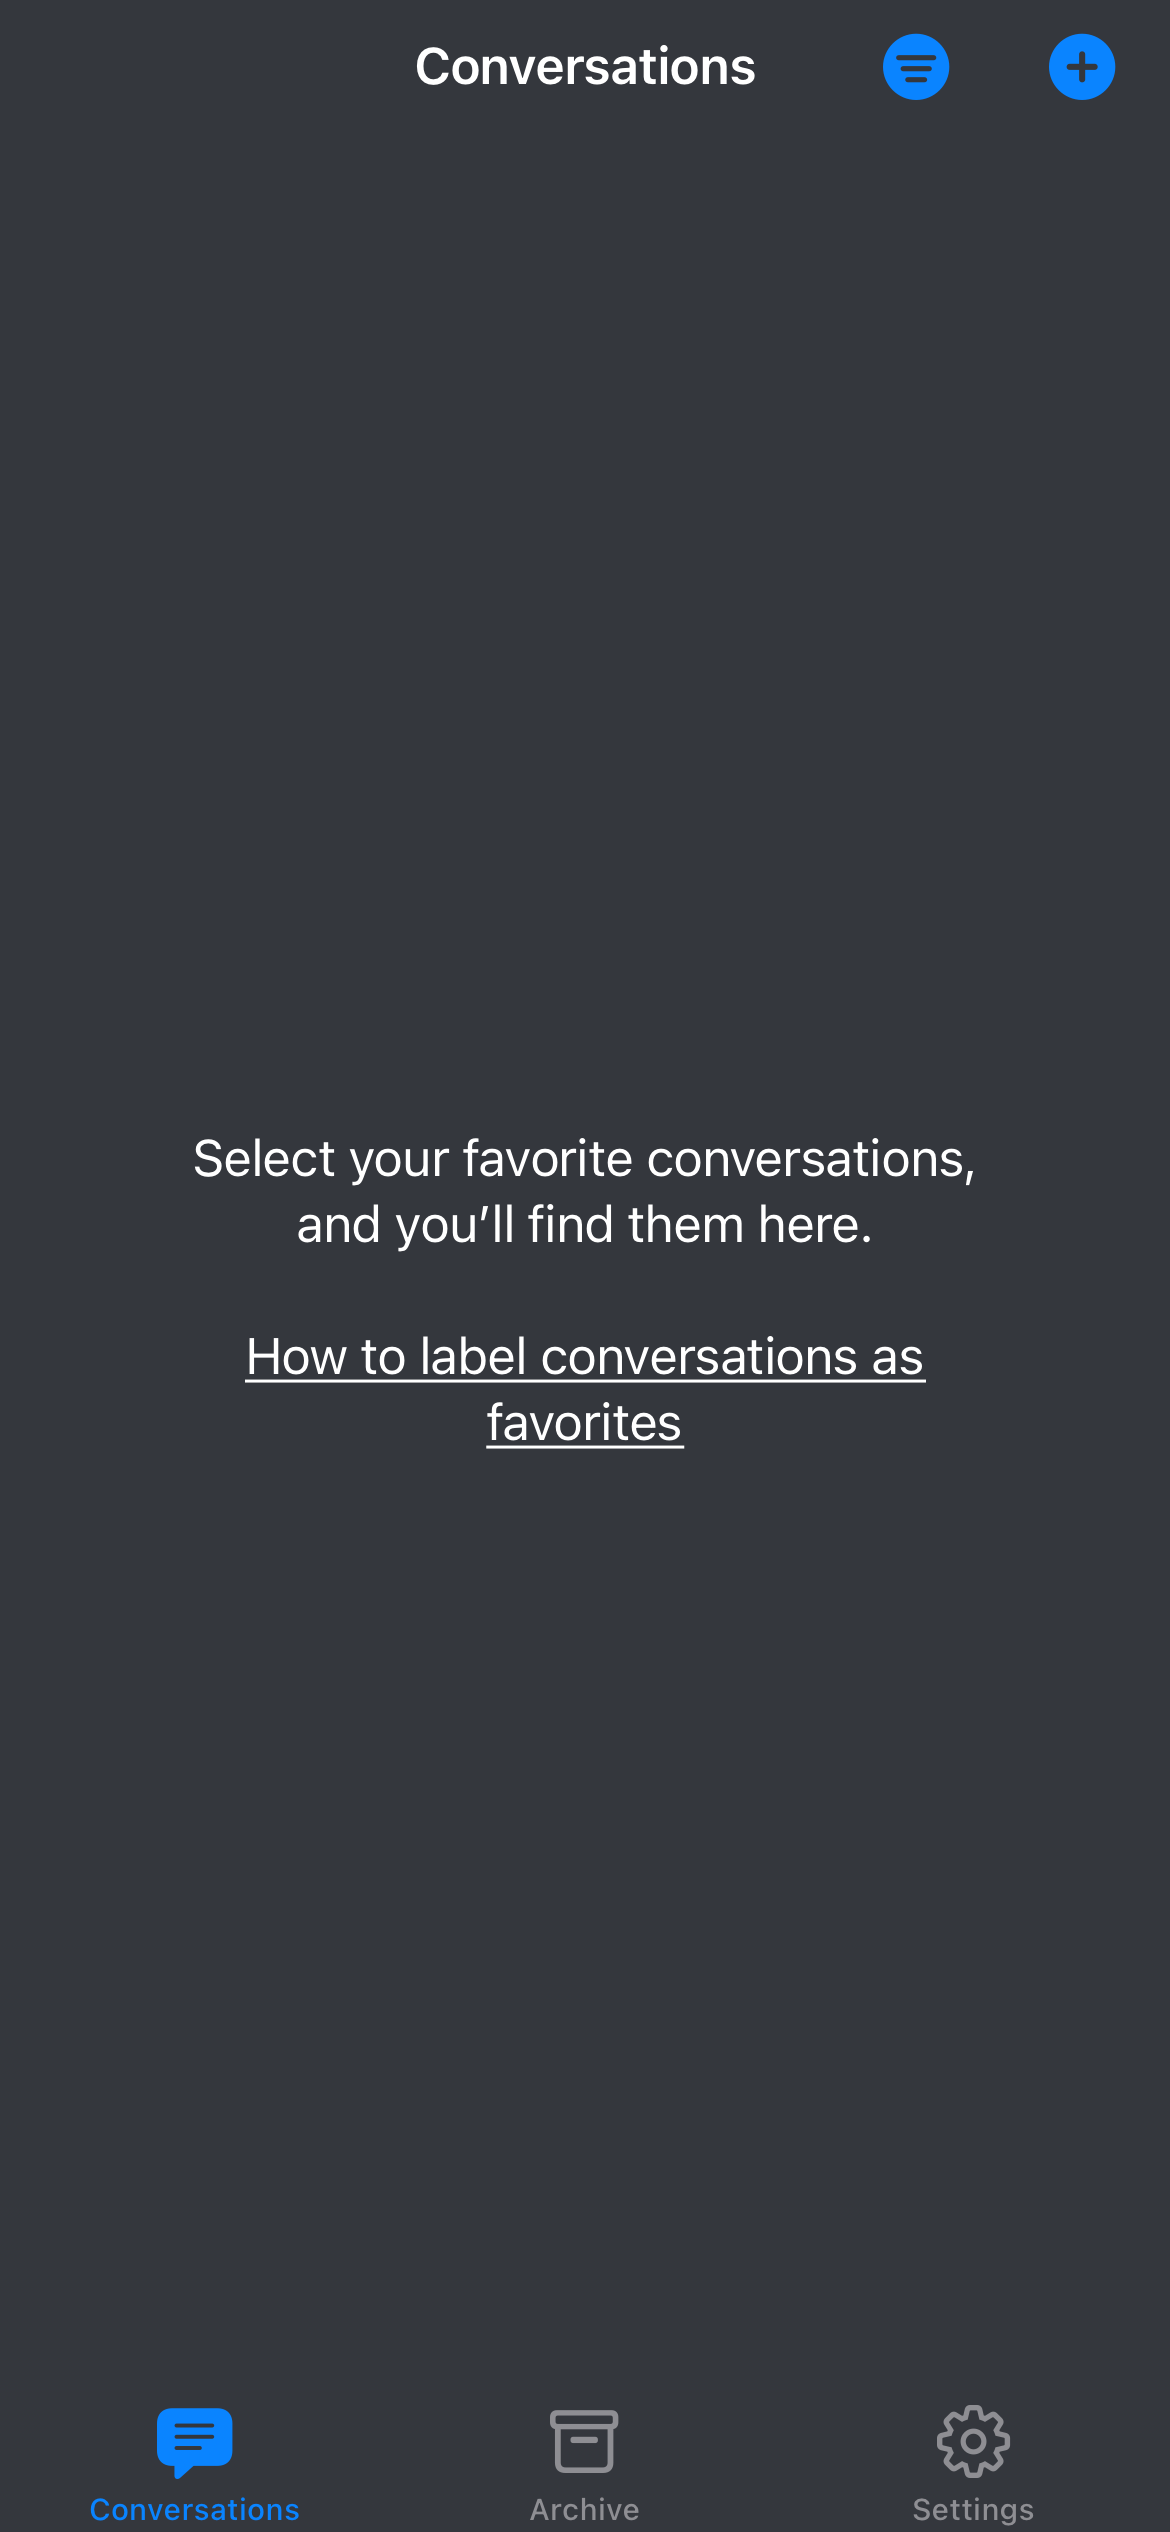 Conversations
Select your favorite conversations,
and you’ll find them here.
How to label conversations as
favorites
Conversations
Archive
Settings